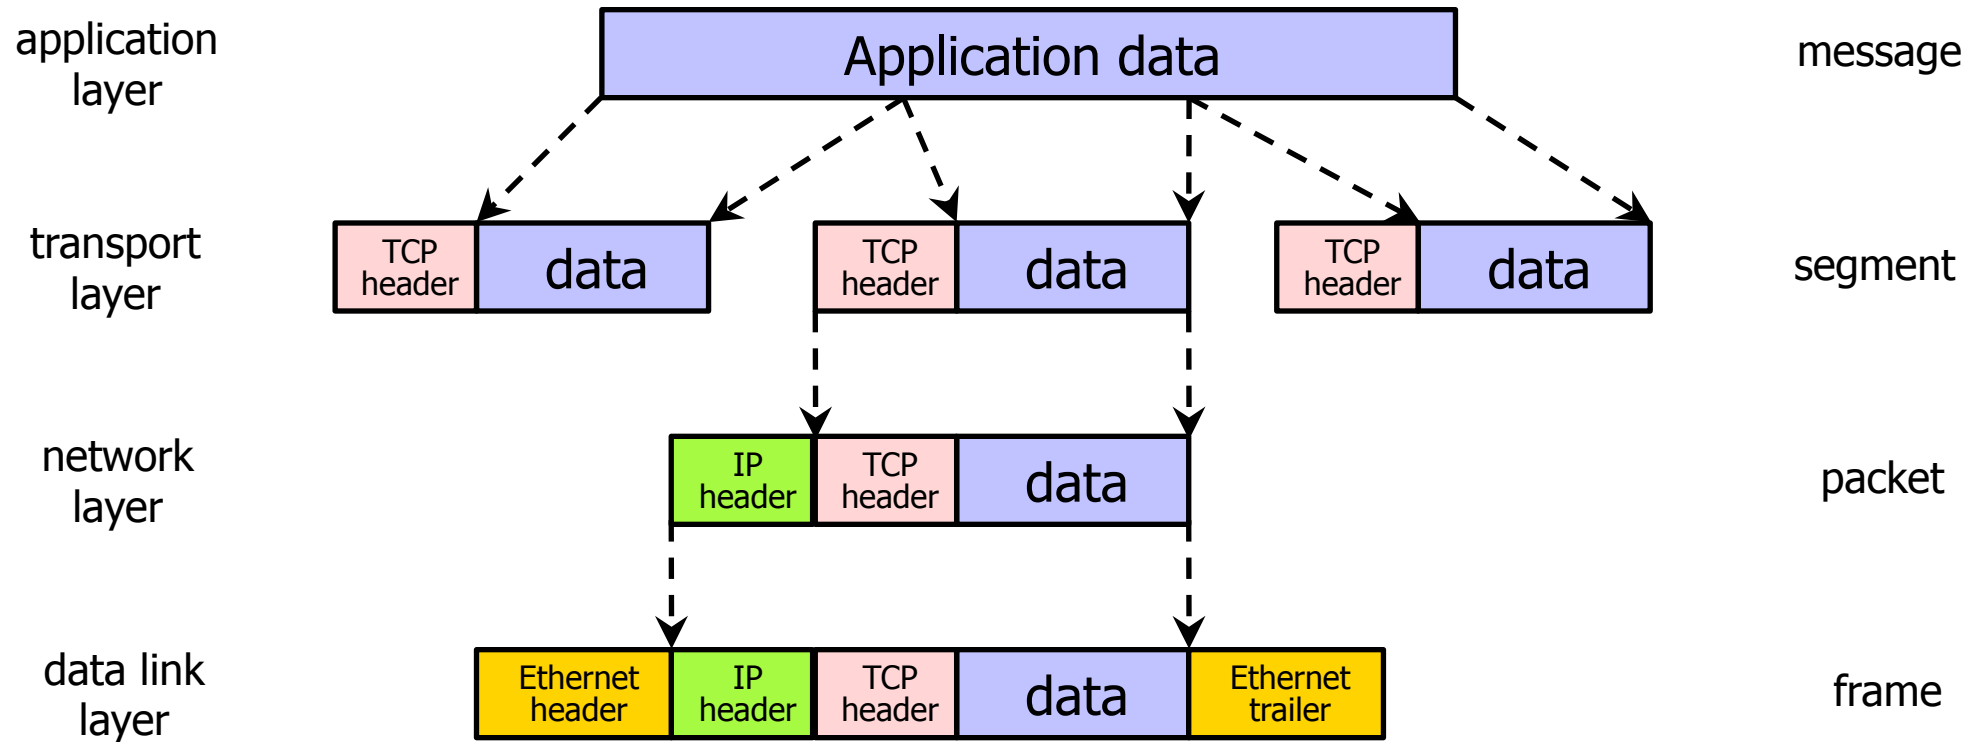 application
layer
Application data
message
transport
layer
TCP
header
data
TCP
header
data
TCP
header
data
segment
network
layer
IP
header
TCP
header
data
packet
data link
layer
Ethernet
header
IP
header
TCP
header
data
Ethernet
trailer
frame